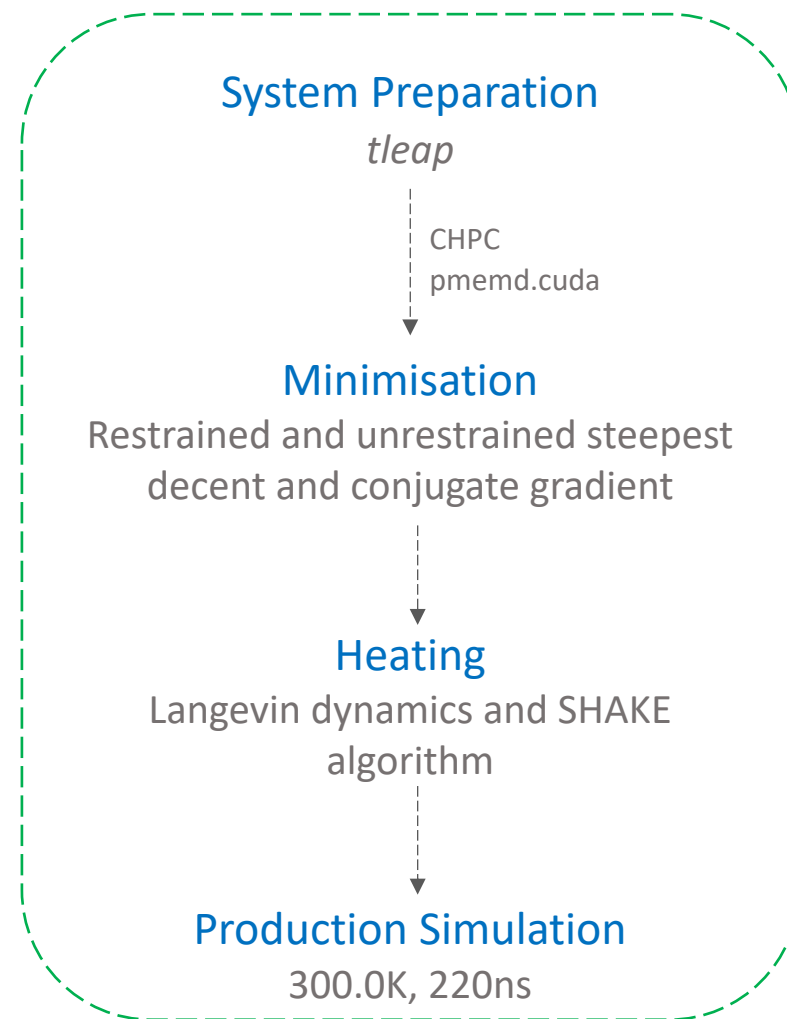 System Preparation
tleap
CHPC
pmemd.cuda
Minimisation
Restrained and unrestrained steepest
decent and conjugate gradient
Heating
Langevin dynamics and SHAKE
algorithm
Production Simulation
300.0K, 220ns